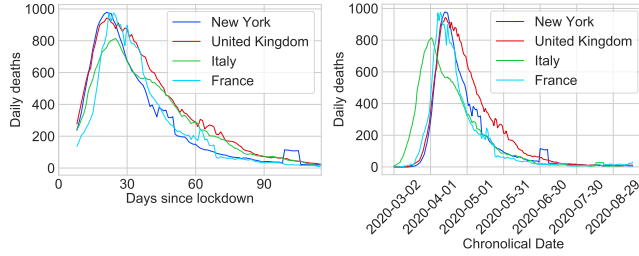 1000
800
600
400
200
0
Daily deaths
0
30
60
90
Days since lockdown
New York
United Kingdom
Italy
France
1000
800
600
400
200
0
Daily deaths
2020-03-02
2020-04-01
2020-05-01
2020-05-31
2020-06-30
2020-07-30
2020-08-29
Chronolical Date
New York
United Kingdom
Italy
France